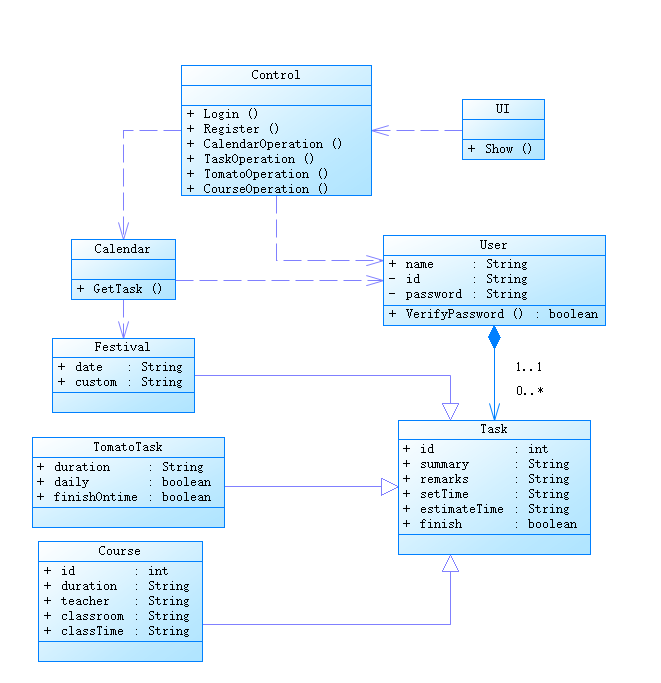 Control
+ Login ()
+ Register ()
+ CalendarOperation ()
+ TaskOperation ()
+ TomatoOperation ()
+ CourseOperation ()
UI
+ Show ()
Calendar
+ GetTask ()
User
+ name : String
- id : String
- password : String
+ VerifyPassword () : boolean
1..1
0..*
Festival
+ date : String
+ custom : String
Task
+ id : int
+ summary : String
+ remarks : String
+ setTime : String
+ estimateTime : String
+ finish : boolean
TomatoTask
+ duration : String
+ daily : boolean
+ finishOntime : boolean
Course
+ id : int
+ duration : String
+ teacher : String
+ classroom : String
+ classTime : String